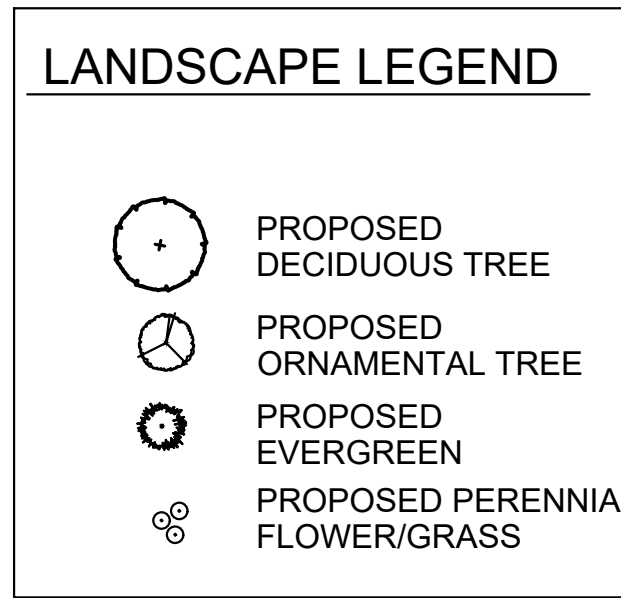 LANDSCAPE LEGEND
PROPOSED
DECIDUOUS TREE
PROPOSED
ORNAMENTAL TREE
PROPOSED
EVERGREEN
PROPOSED PERENNIA
FLOWER/GRASS